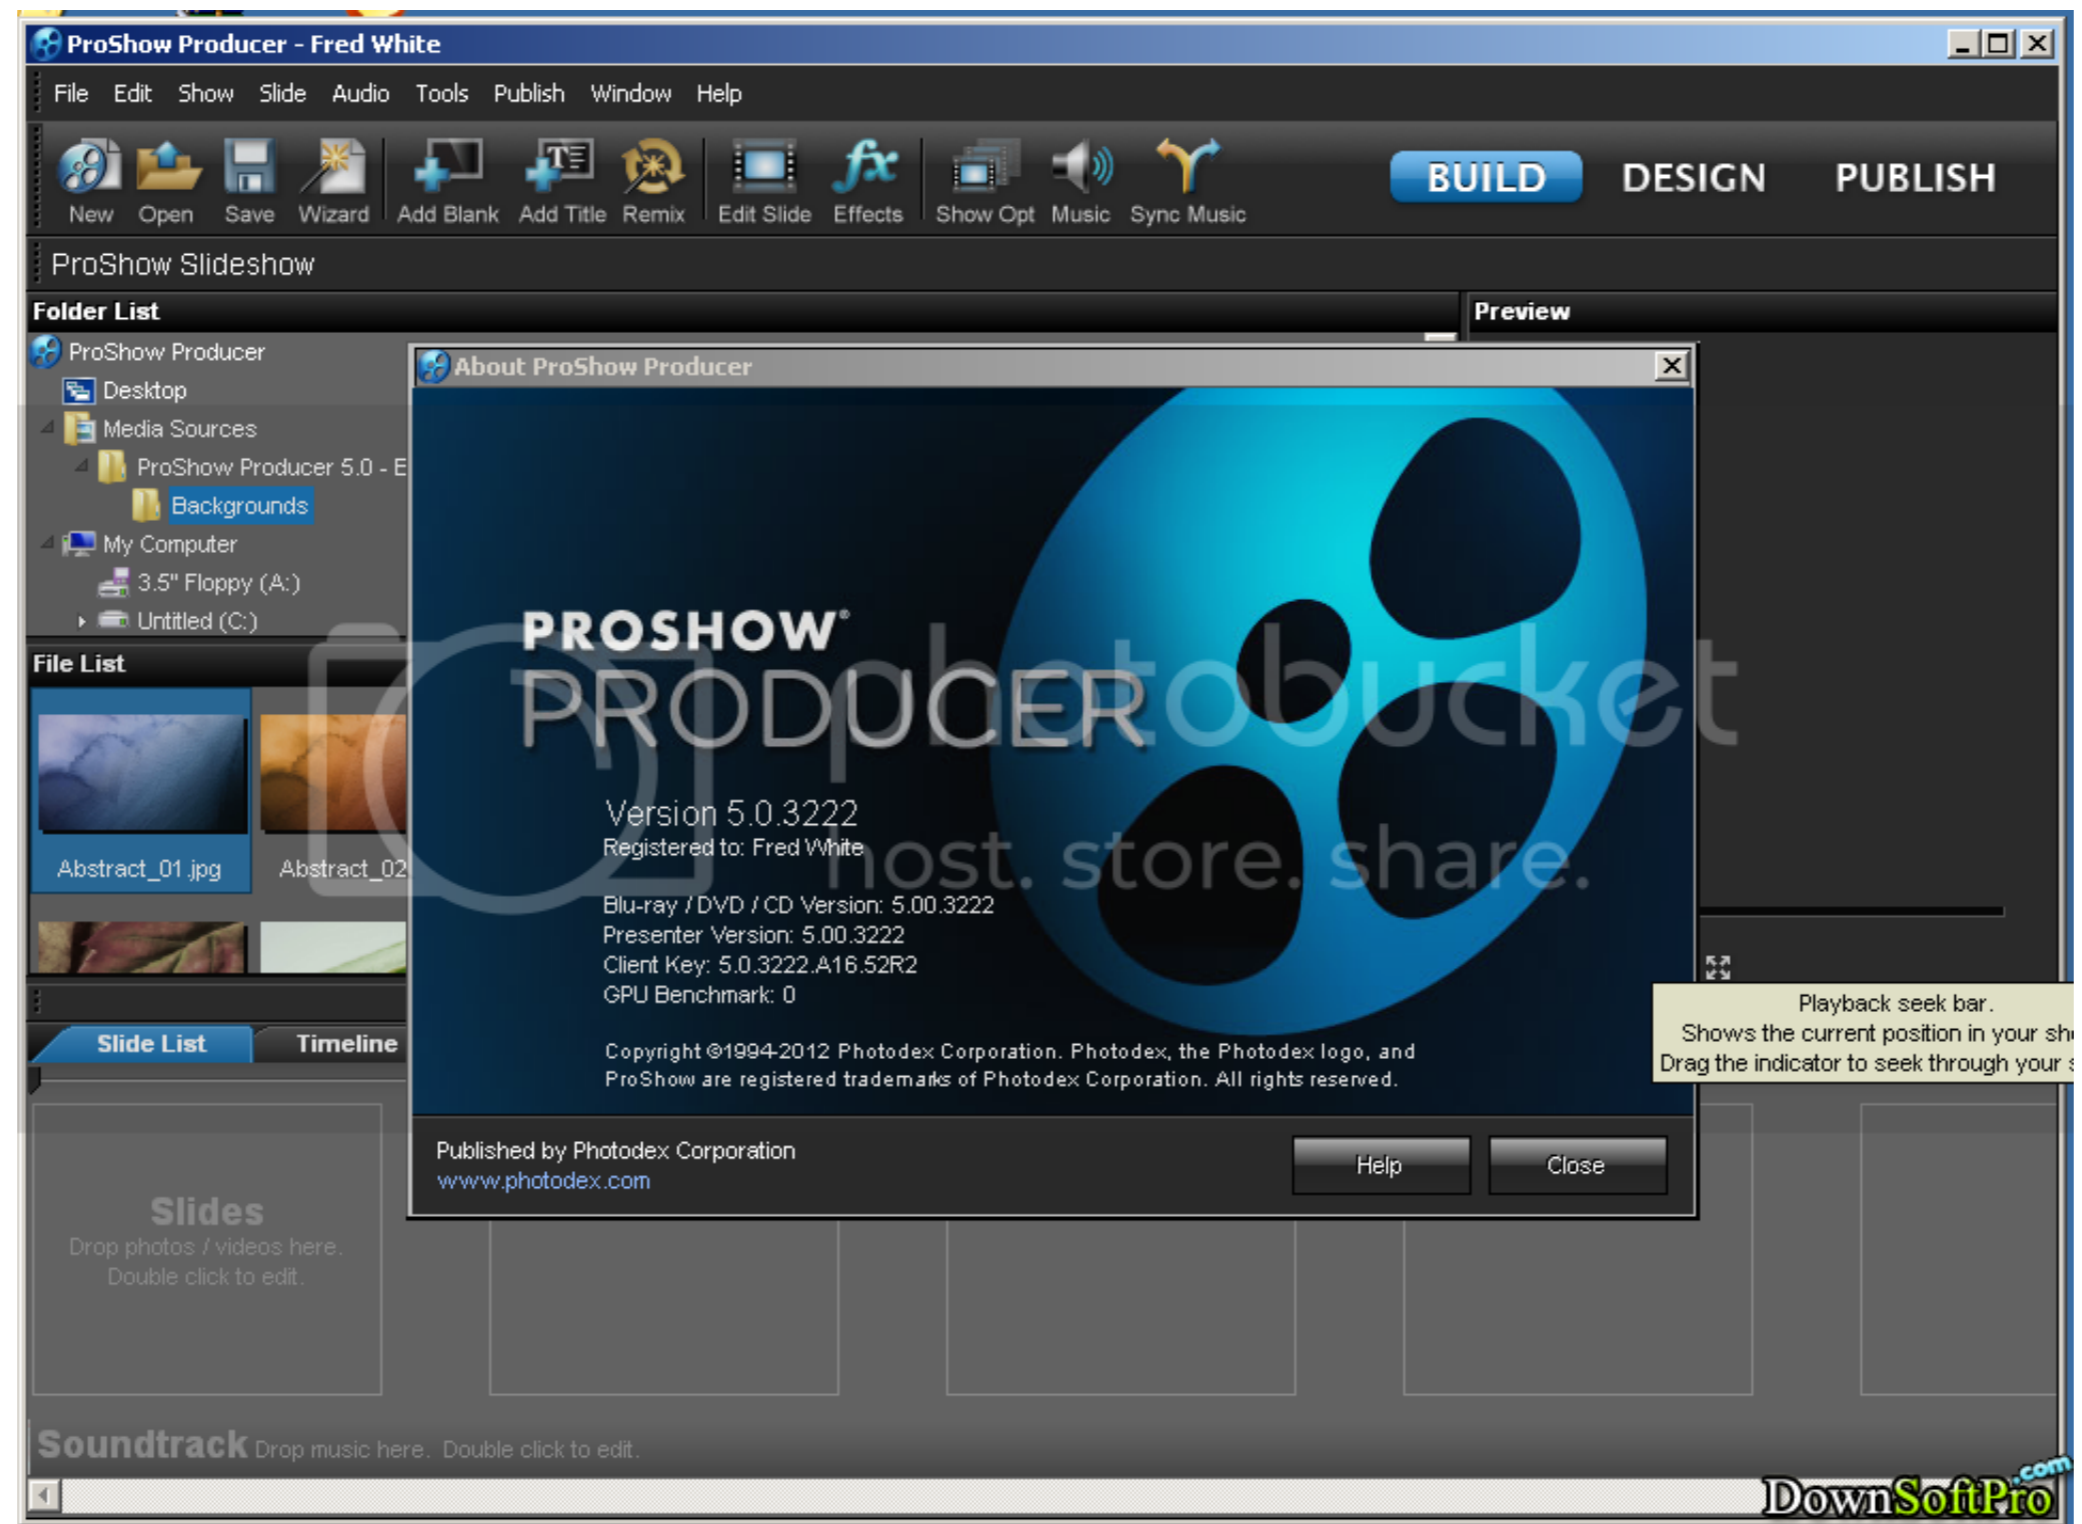 ProShow Producer - Fred White
File Edit Show Slide Audio Tools Publish Window Help
New Open Save Wizard Add Blank Add Title Remix Edit Slide Effects Show Opt Music Sync Music
BUILD DESIGN PUBLISH
ProShow Slideshow
Folder List
Preview
ProShow Producer
Desktop
Media Sources
ProShow Producer 5.0 - E
Backgrounds
My Computer
3.5" Floppy (A:)
Untitled (C:)
File List
Abstract_01.jpg
Abstract_02
Slide List
Timeline
About ProShow Producer
PROSHOW®
PRODUCER
Version 5.0.3222
Registered to: Fred White
Blu-ray / DVD / CD Version: 5.00.3222
Presenter Version: 5.00.3222
Client Key: 5.0.3222.A16.52R2
GPU Benchmark: 0
Copyright ©1994-2012 Photodex Corporation. Photodex, the Photodex logo, and
ProShow are registered trademarks of Photodex Corporation. All rights reserved.
Published by Photodex Corporation
www.photodex.com
Help
Close
photobucket
host. store. share.
Playback seek bar.
Shows the current position in your sh
Drag the indicator to seek through your s
Slides
Drop photos / videos here.
Double click to edit.
Soundtrack Drop music here. Double click to edit.
DownSoftPro.com